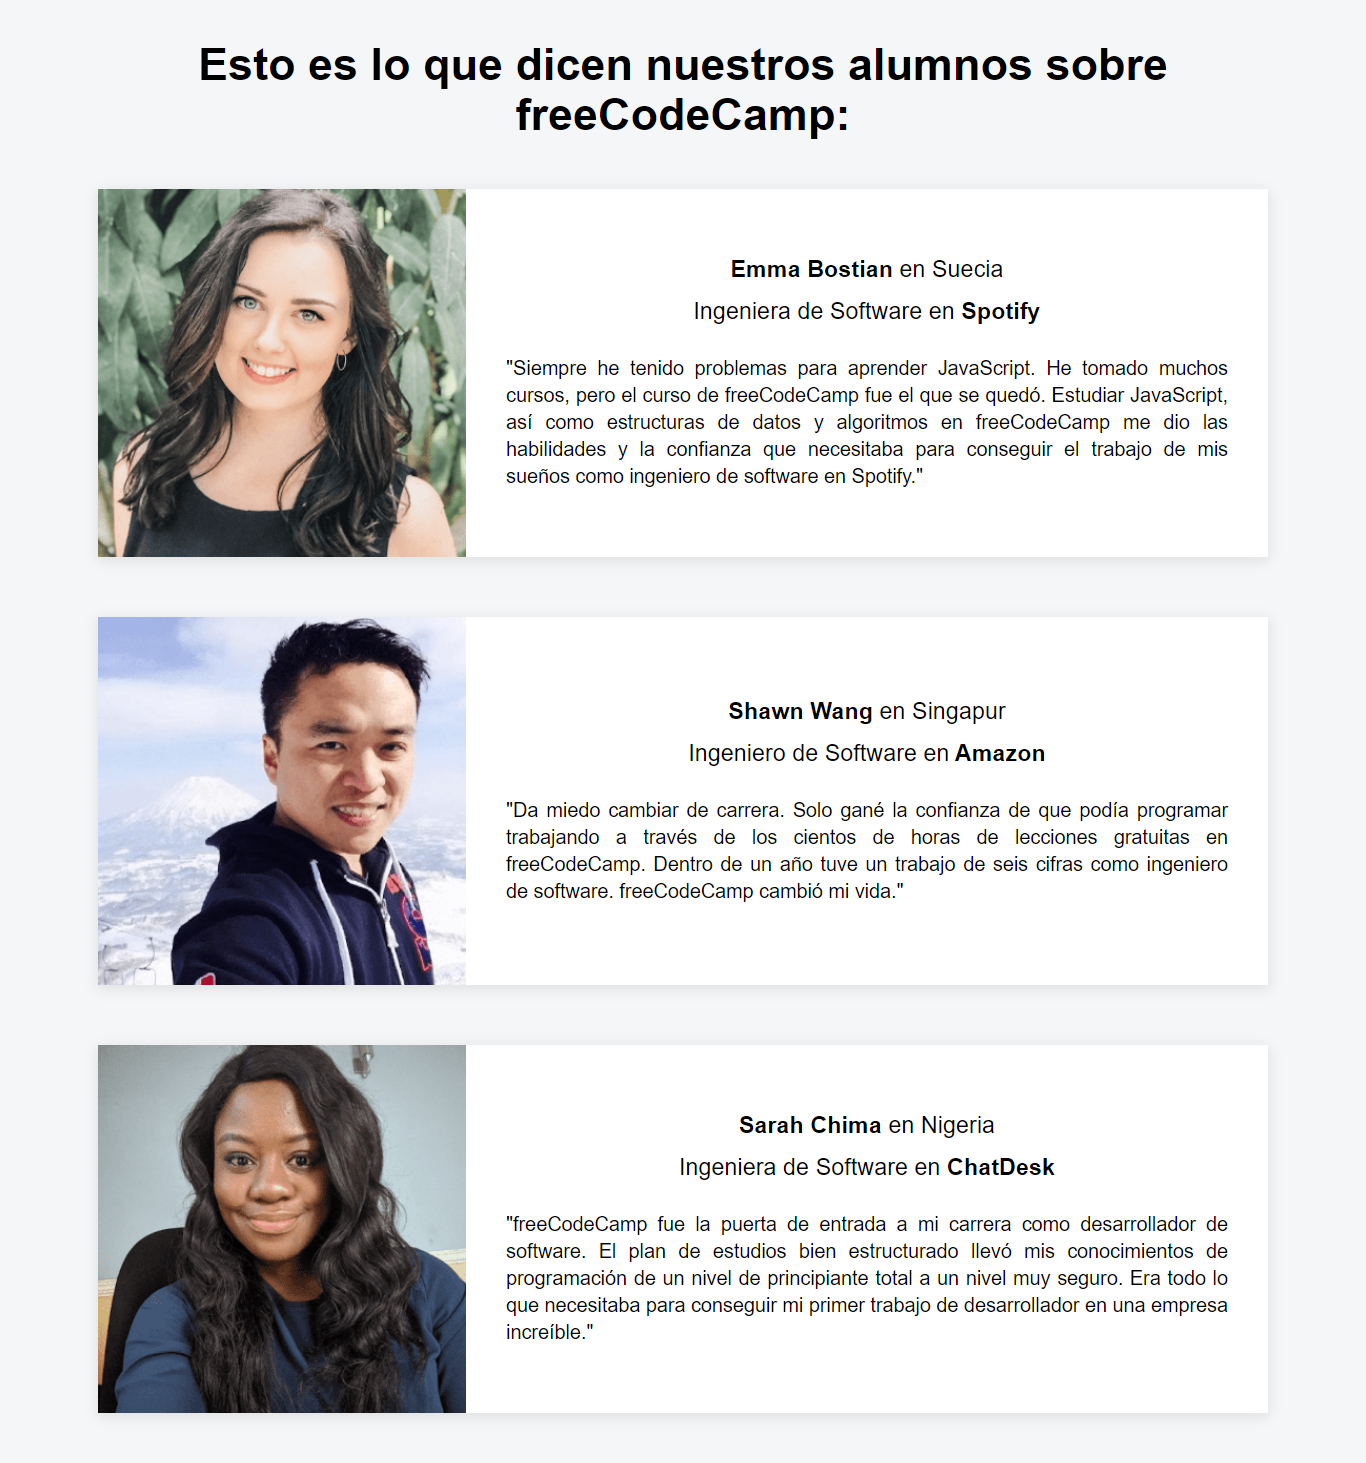 Esto es lo que dicen nuestros alumnos sobre
freeCodeCamp:
Emma Bostian en Suecia
Ingeniera de Software en Spotify
"Siempre he tenido problemas para aprender JavaScript. He tomado muchos
cursos, pero el curso de freeCodeCamp fue el que se quedó. Estudiar JavaScript,
así como estructuras de datos y algoritmos en freeCodeCamp me dio las
habilidades y la confianza que necesitaba para conseguir el trabajo de mis
sueños como ingeniero de software en Spotify."
Shawn Wang en Singapur
Ingeniero de Software en Amazon
"Da miedo cambiar de carrera. Solo gané la confianza de que podía programar
trabajando a través de los cientos de horas de lecciones gratuitas en
freeCodeCamp. Dentro de un año tuve un trabajo de seis cifras como ingeniero
de software. freeCodeCamp cambió mi vida."
Sarah Chima en Nigeria
Ingeniera de Software en ChatDesk
"freeCodeCamp fue la puerta de entrada a mi carrera como desarrollador de
software. El plan de estudios bien estructurado llevó mis conocimientos de
programación de un nivel de principiante total a un nivel muy seguro. Era todo lo
que necesitaba para conseguir mi primer trabajo de desarrollador en una empresa
increíble."